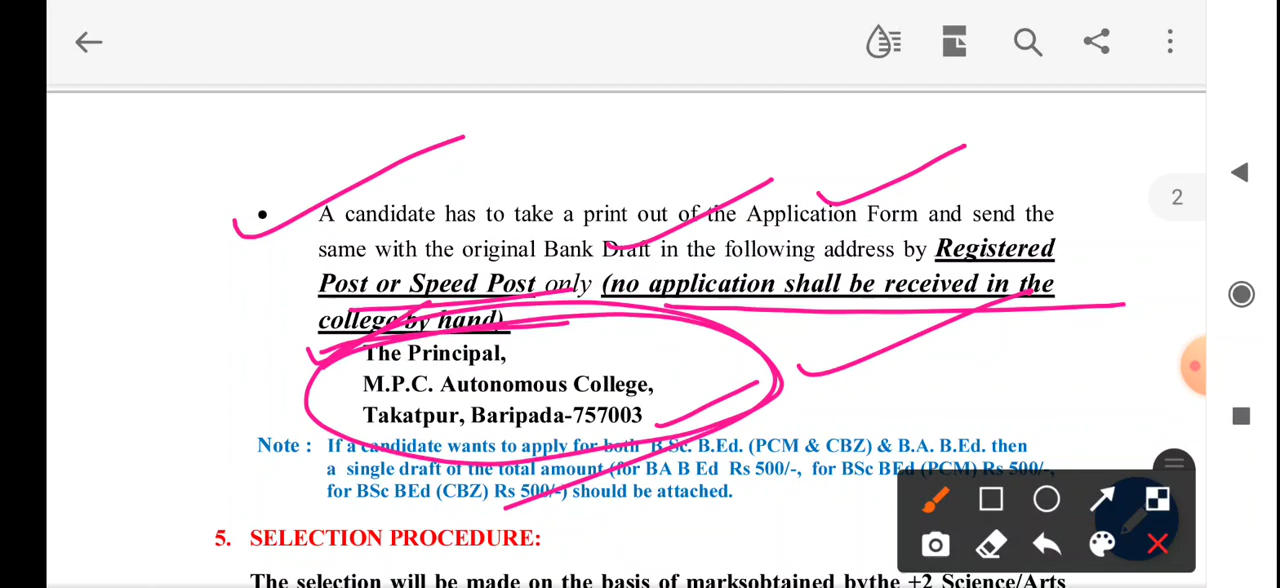 2
• A candidate has to take a print out of the Application Form and send the
same with the original Bank Draft in the following address by Registered
Post or Speed Post only (no application shall be received in the
college by hand).
The Principal,
M.P.C. Autonomous College,
Takatpur, Baripada-757003
Note : If a candidate wants to apply for both B.Sc. B.Ed. (PCM & CBZ) & B.A. B.Ed. then
a single draft of the total amount (for BA B Ed Rs 500/-, for BSc BEd (PCM) Rs 500/-,
for BSc BEd (CBZ) Rs 500/-) should be attached.
5. SELECTION PROCEDURE:
The selection will be made on the basis of marksobtained bythe +2 Science/Arts